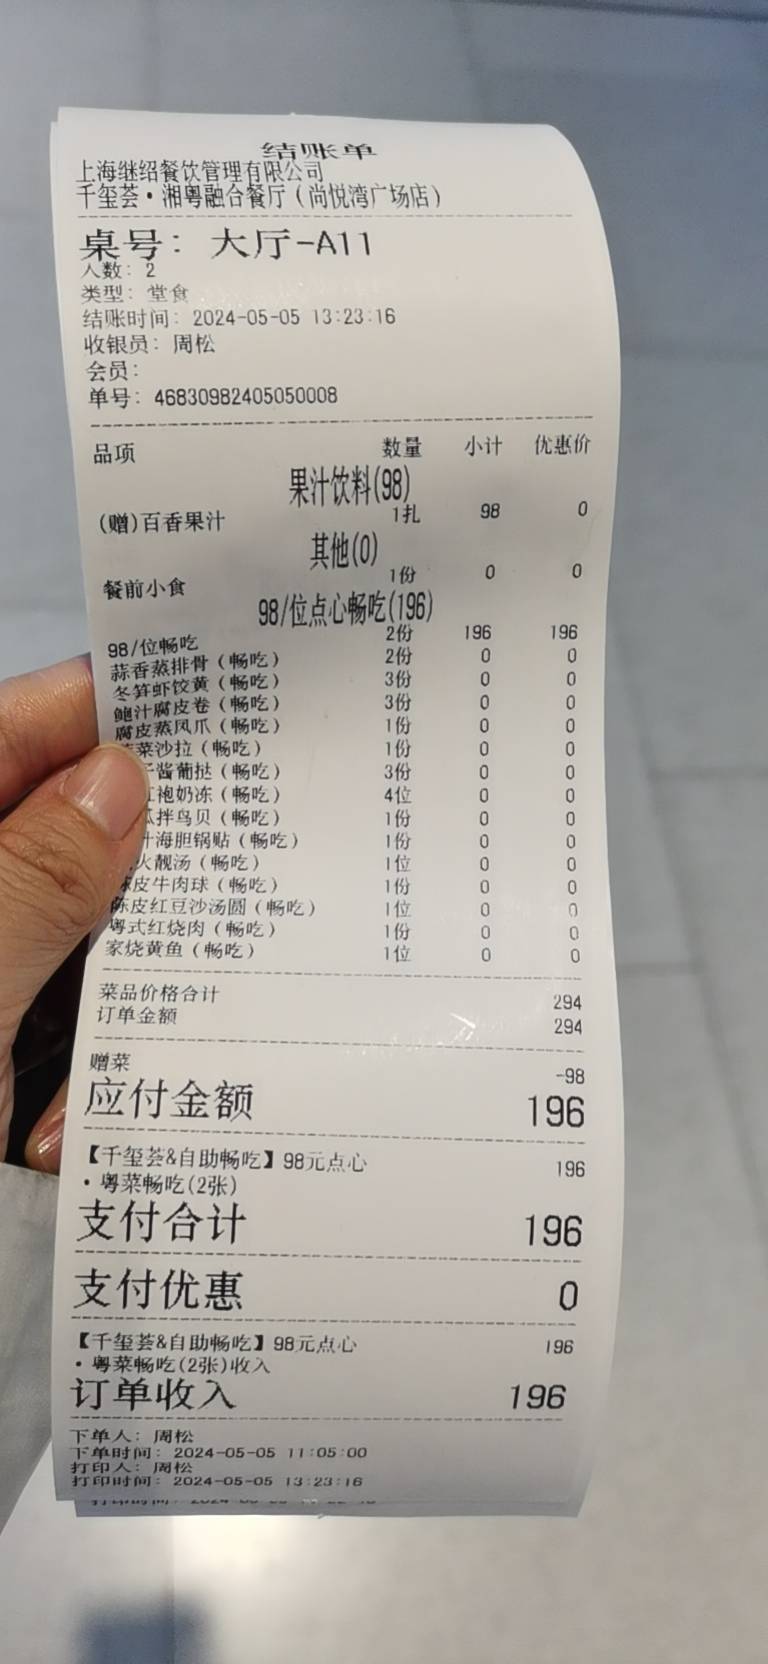 结账单
上海继绍餐饮管理有限公司
千玺荟·湘粤融合餐厅(尚悦湾广场店)
桌号: 大厅-A11
人数: 2
类型: 堂食
结账时间: 2024-05-05 13:23:16
收银员: 周松
会员:
单号: 46830982405050008
品项 数量 小计 优惠价
果汁饮料(98)
(赠)百香果汁 1扎 98 0
其他(0)
餐前小食 1份 0 0
98/位点心畅吃(196)
98/位畅吃 2份 196 196
蒜香蒸排骨(畅吃) 2份 0 0
冬笋虾饺黄(畅吃) 3份 0 0
鲍汁腐皮卷(畅吃) 3份 0 0
腐皮蒸凤爪(畅吃) 1份 0 0
菜沙拉(畅吃) 1份 0 0
酱葡挞(畅吃) 3份 0 0
袍奶冻(畅吃) 4位 0 0
瓜拌鸟贝(畅吃) 1份 0 0
海胆锅贴(畅吃) 1份 0 0
火靓汤(畅吃) 1位 0 0
陈皮牛肉球(畅吃) 1份 0 0
陈皮红豆沙汤圆(畅吃) 1位 0 0
粤式红烧肉(畅吃) 1份 0 0
家烧黄鱼(畅吃) 1位 0 0
菜品价格合计 294
订单金额 294
赠菜 -98
应付金额 196
【千玺荟&自助畅吃】98元点心 196
·粤菜畅吃(2张)
支付合计 196
支付优惠 0
【千玺荟&自助畅吃】98元点心 196
·粤菜畅吃(2张)收入
订单收入 196
下单人: 周松
下单时间: 2024-05-05 11:05:00
打印人: 周松
打印时间: 2024-05-05 13:23:16